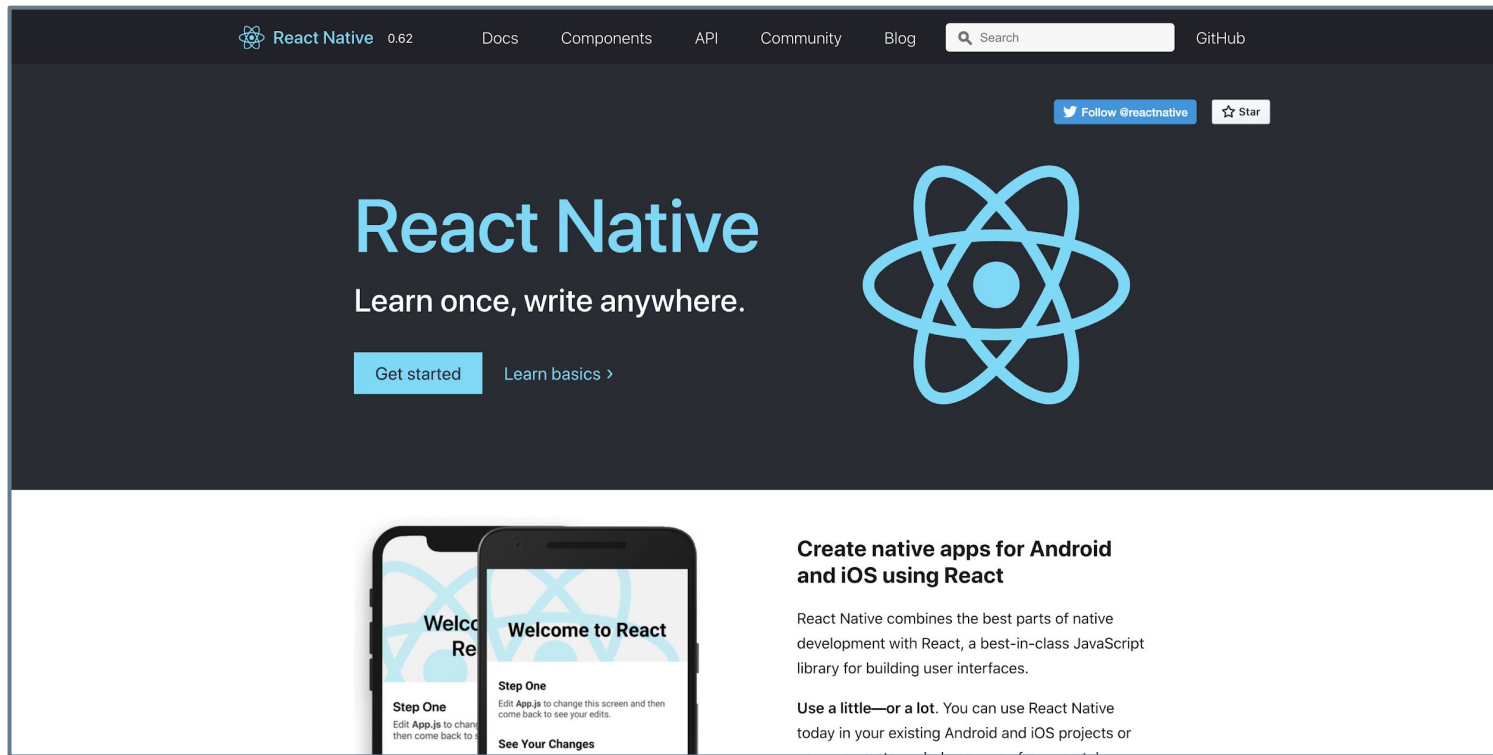 React Native 0.62 Docs Components API Community Blog Search GitHub
Follow @reactnative Star
React Native
Learn once, write anywhere.
Get started Learn basics ›
Create native apps for Android
and iOS using React
React Native combines the best parts of native
development with React, a best-in-class JavaScript
library for building user interfaces.
Use a little—or a lot. You can use React Native
today in your existing Android and iOS projects or
Welco
Re
Step One
Edit App.js to chang
then come back to s
Welcome to React
Step One
Edit App.js to change this screen and then
come back to see your edits.
See Your Changes